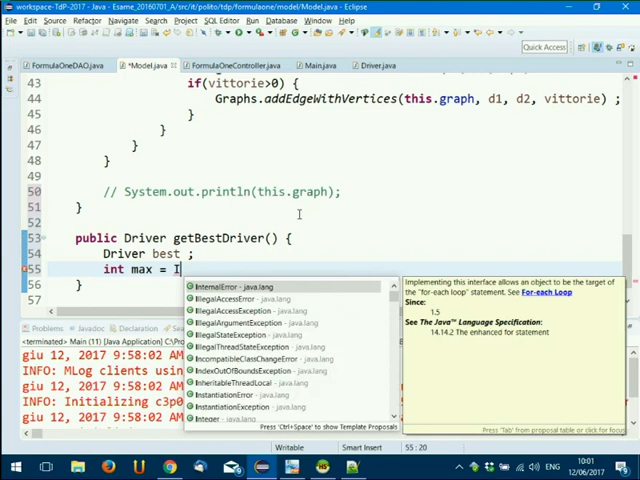 workspace-TdP-2017 - Java - Esame_20160701_A/src/it/polito/tdp/formulaone/model/Model.java - Eclipse
File Edit Source Refactor Navigate Search Project Run Database Window Help
Quick Access
FormulaOneDAO.java *Model.java FormulaOneController.java Main.java Driver.java
43 if(vittorie>0) {
44 Graphs.addEdgeWithVertices(this.graph, d1, d2, vittorie) ;
45 }
46 }
47 }
48 }
49
50 // System.out.println(this.graph);
51 }
52
53 public Driver getBestDriver() {
54 Driver best ;
55 int max = I
56 }
57
InternalError - java.lang
IllegalAccessError - java.lang
IllegalAccessException - java.lang
IllegalArgumentException - java.lang
IllegalStateException - java.lang
IllegalThreadStateException - java.lang
IncompatibleClassChangeError - java.lang
IndexOutOfBoundsException - java.lang
InheritableThreadLocal - java.lang
InstantiationError - java.lang
InstantiationException - java.lang
Integer - java.lang
Press 'Ctrl+Space' to show Template Proposals
Implementing this interface allows an object to be the target of
the "for-each loop" statement. See For-each Loop
Since:
1.5
See The Java™ Language Specification:
14.14.2 The enhanced for statement
Press 'Tab' from proposal table or click for focus
Problems Javadoc Declaration
<terminated> Main (11) [Java Application] C:\P
giu 12, 2017 9:58:02 AM
INFO: MLog clients using
giu 12, 2017 9:58:02 AM
INFO: Initializing c3p0
giu 12, 2017 9:58:02 AM
Writable Smart Insert 55 : 20
ENG 10:01
12/06/2017